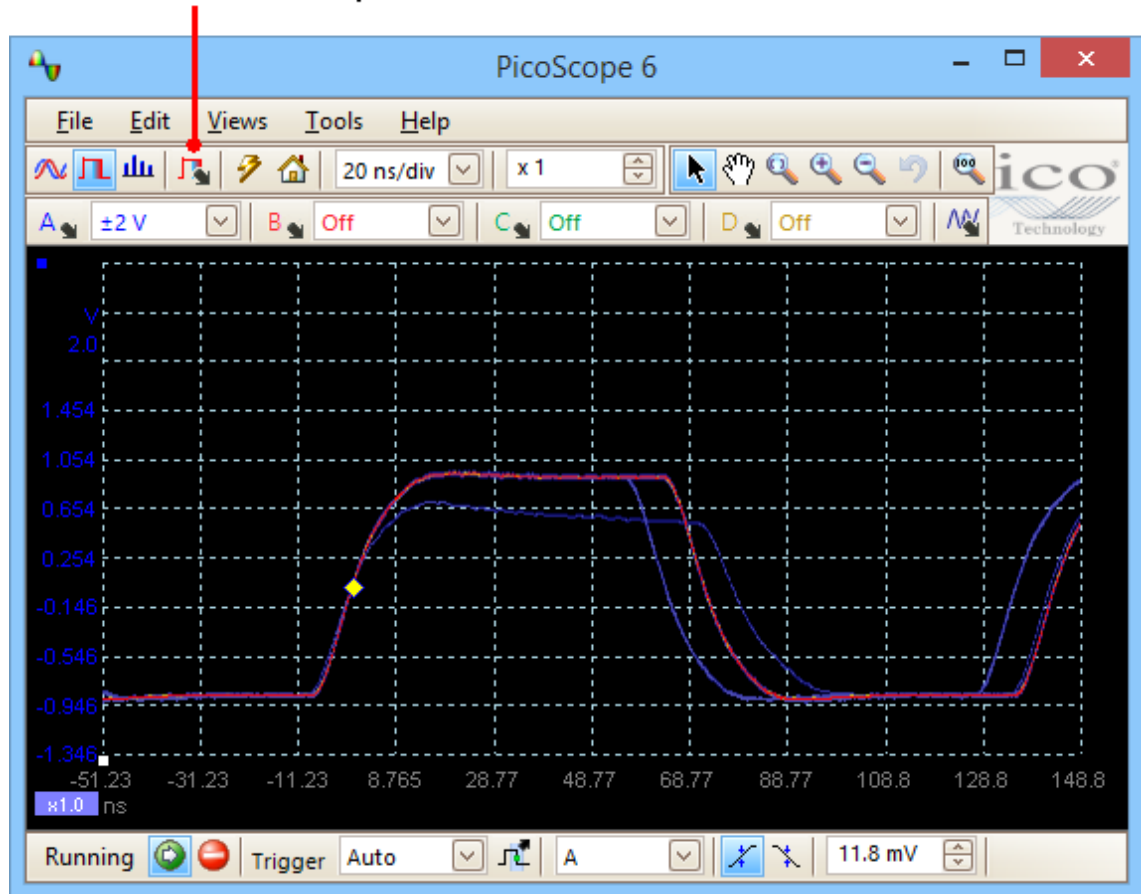 PicoScope 6
File Edit Views Tools Help
20 ns/div x 1 100
ico
Technology
A ±2 V B Off C Off D Off
V
2.0
1.454
1.054
0.654
0.254
-0.146
-0.546
-0.946
-1.346
-51.23 -31.23 -11.23 8.765 28.77 48.77 68.77 88.77 108.8 128.8 148.8
x1.0 ns
Running Trigger Auto A 11.8 mV